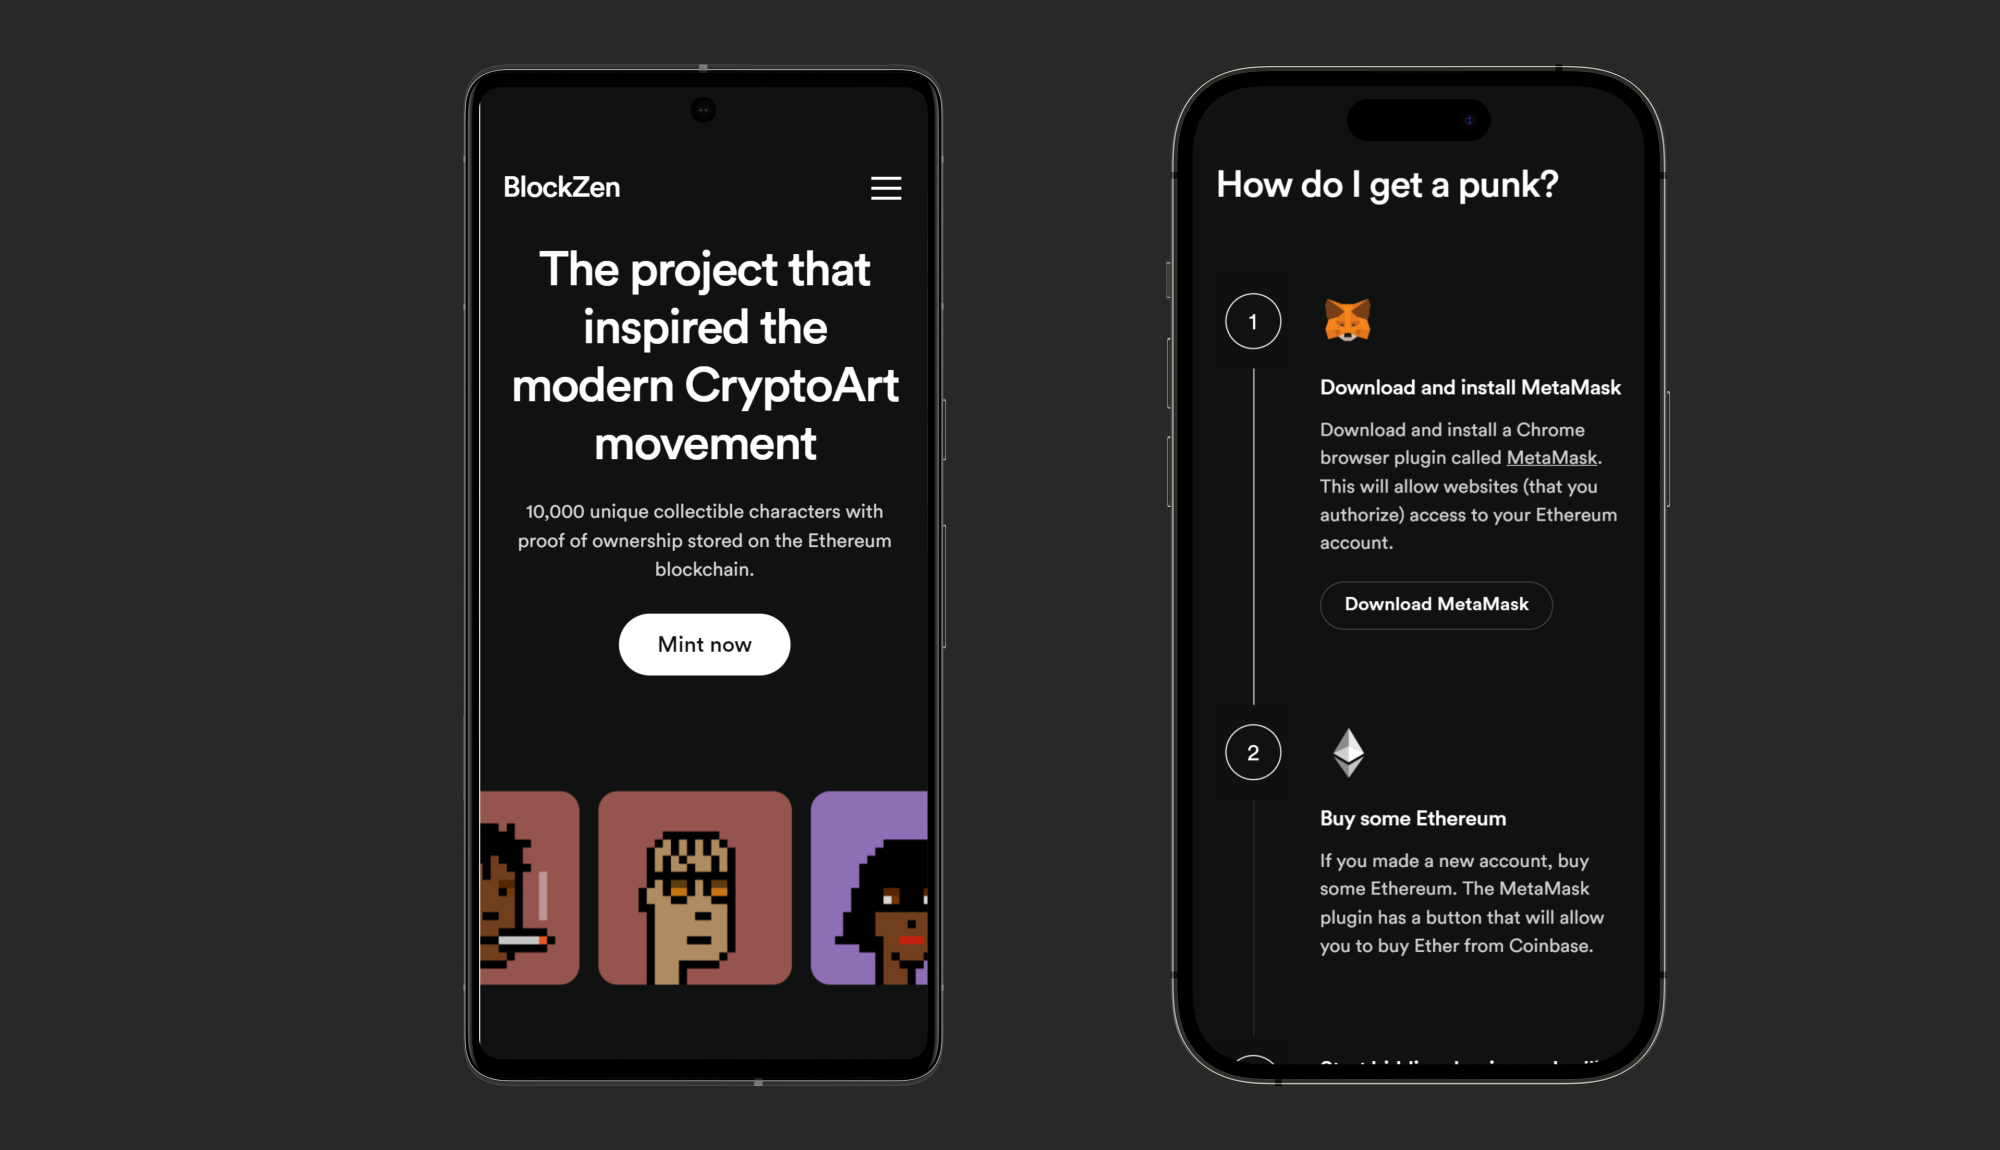 BlockZen
The project that
inspired the
modern CryptoArt
movement
10,000 unique collectible characters with
proof of ownership stored on the Ethereum
blockchain.
Mint now
How do I get a punk?
1
Download and install MetaMask
Download and install a Chrome
browser plugin called MetaMask.
This will allow websites (that you
authorize) access to your Ethereum
account.
Download MetaMask
2
Buy some Ethereum
If you made a new account, buy
some Ethereum. The MetaMask
plugin has a button that will allow
you to buy Ether from Coinbase.